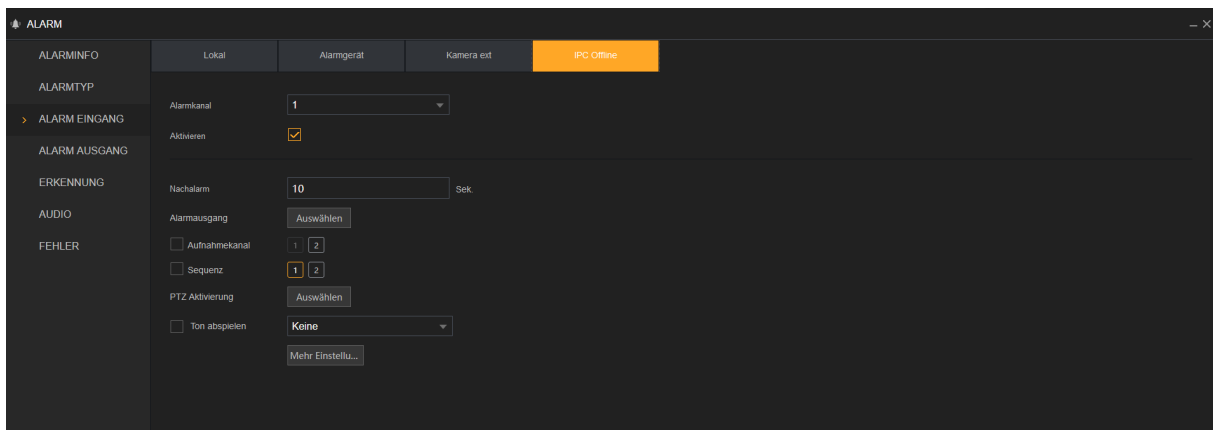 ALARM
ALARMINFO
ALARMTYP
ALARM EINGANG
ALARM AUSGANG
ERKENNUNG
AUDIO
FEHLER
Lokal Alarmgerät Kamera ext IPC Offline
Alarmkanal 1
Aktivieren
Nachalarm 10 Sek.
Alarmausgang Auswählen
Aufnahmekanal 1 2
Sequenz 1 2
PTZ Aktivierung Auswählen
Ton abspielen Keine
Mehr Einstellu...